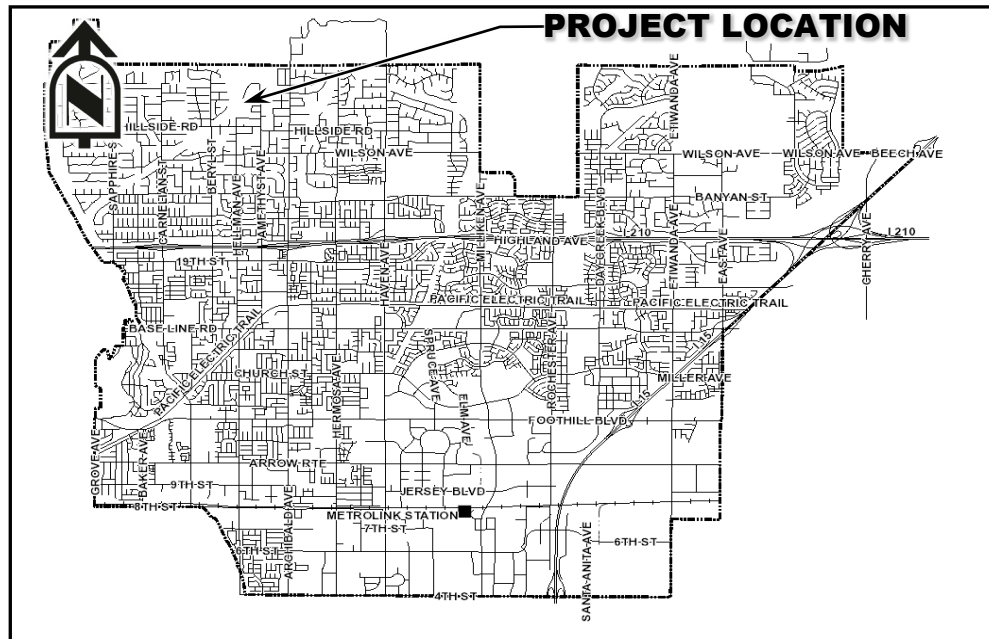 PROJECT LOCATION
N
HILLSIDE RD
HILLSIDE RD
WILSON AVE
WILSON AVE
WILSON AVE
BEECH AVE
ETIWANDA AVE
SAPPHIRE S
CARNELIAN ST
BERYL ST
HELLMAN AVE
AMETHYST AVE
BANYAN ST
MILLIKEN AVE
DAY CREEK BLVD
ETIWANDA AVE
EAST AVE
HIGHLAND AVE
I-210
I 210
CHERRY AVE
19TH ST
HAVEN AVE
PACIFIC ELECTRIC TRAIL
PACIFIC ELECTRIC TRAIL
BASE LINE RD
PACIFIC ELECTRIC TRAIL
SPRUCE AVE
ROCHESTER AVE
I-15
CHURCH ST
HERMOSA AVE
ELM AVE
MILLER AVE
I-15
FOOTHILL BLVD
GROVE AVE
BAKER AVE
ARROW RTE
9TH ST
JERSEY BLVD
8TH ST
METROLINK STATION
7TH ST
ARCHIBALD AVE
6TH ST
6TH ST
SANTA ANITA AVE
4TH ST